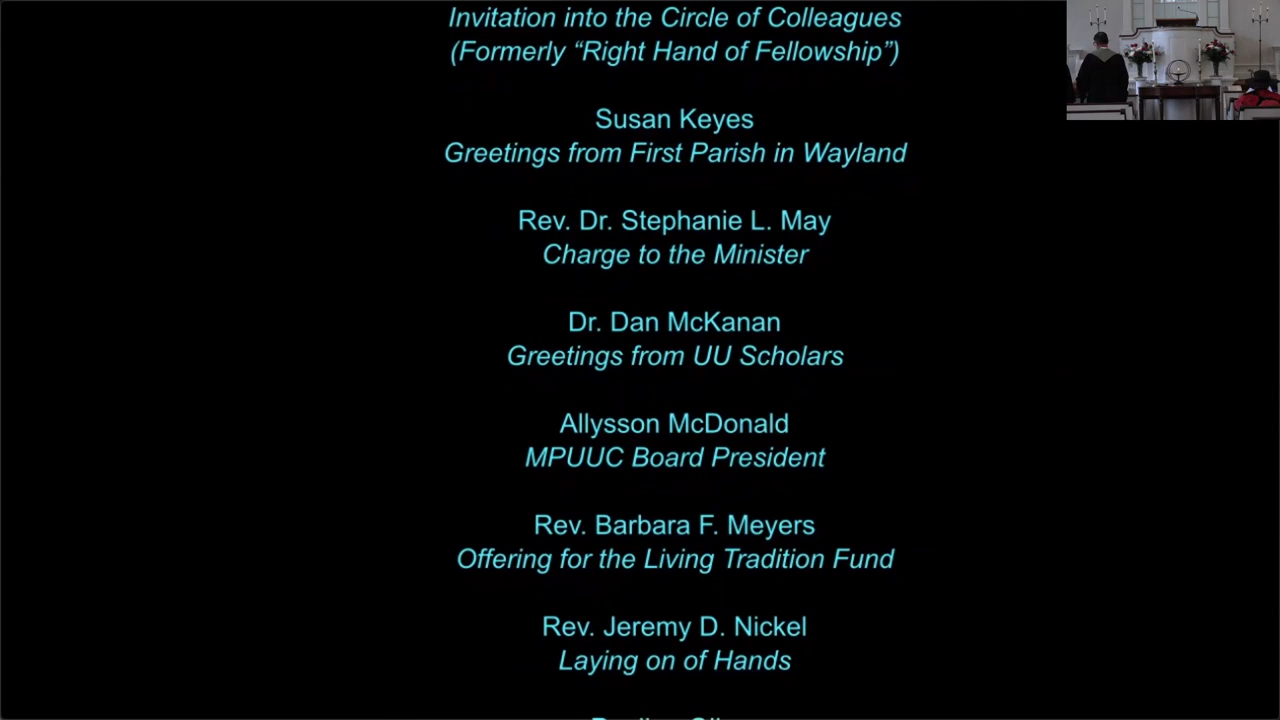 Invitation into the Circle of Colleagues
(Formerly “Right Hand of Fellowship”)
Susan Keyes
Greetings from First Parish in Wayland
Rev. Dr. Stephanie L. May
Charge to the Minister
Dr. Dan McKanan
Greetings from UU Scholars
Allysson McDonald
MPUUC Board President
Rev. Barbara F. Meyers
Offering for the Living Tradition Fund
Rev. Jeremy D. Nickel
Laying on of Hands